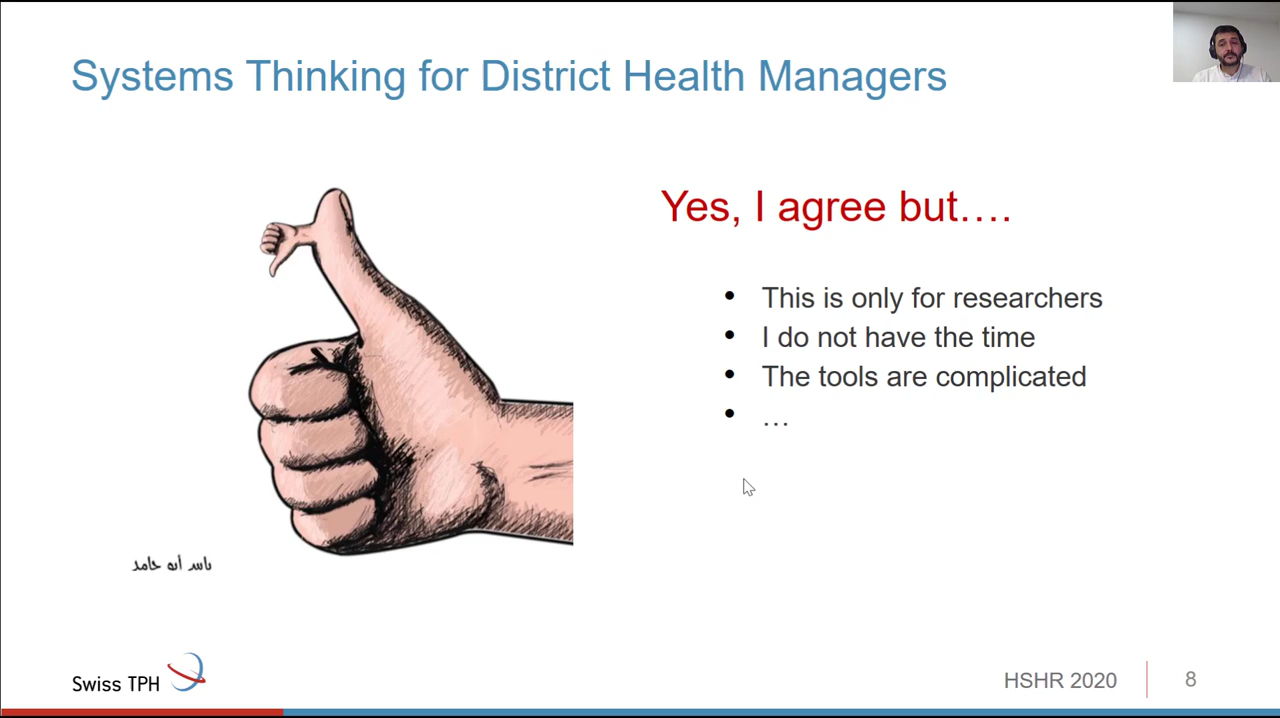 Systems Thinking for District Health Managers
Yes, I agree but….
• This is only for researchers
• I do not have the time
• The tools are complicated
• …
ياسر أبو حامد
Swiss TPH
HSHR 2020
8